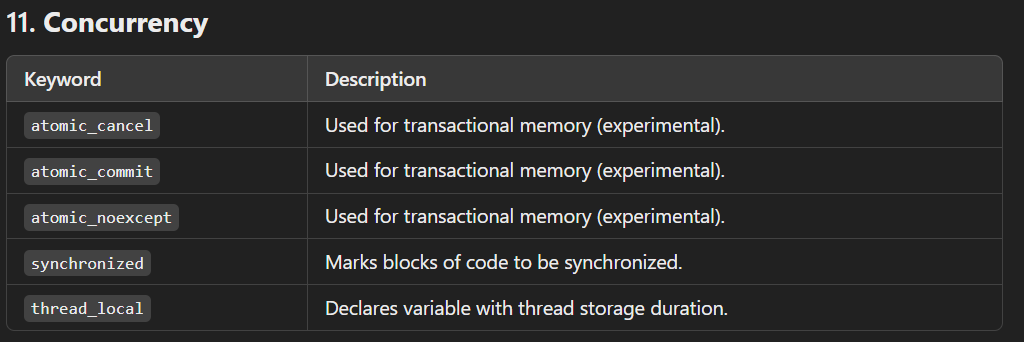 11. Concurrency
Keyword Description
atomic_cancel Used for transactional memory (experimental).
atomic_commit Used for transactional memory (experimental).
atomic_noexcept Used for transactional memory (experimental).
synchronized Marks blocks of code to be synchronized.
thread_local Declares variable with thread storage duration.